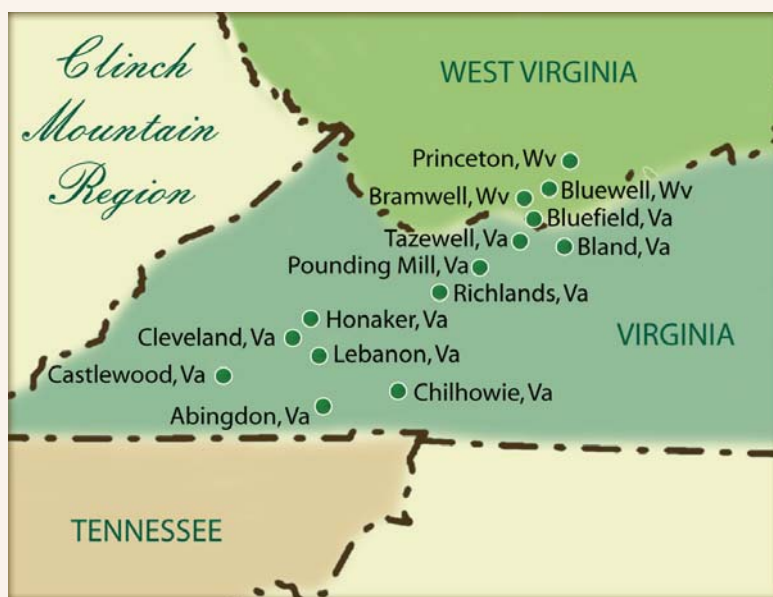 Clinch
Mountain
Region
WEST VIRGINIA
Princeton, Wv
Bluewell, Wv
Bramwell, Wv
Bluefield, Va
Tazewell, Va
Bland, Va
Pounding Mill, Va
Richlands, Va
Honaker, Va
Cleveland, Va
VIRGINIA
Lebanon, Va
Castlewood, Va
Chilhowie, Va
Abingdon, Va
TENNESSEE